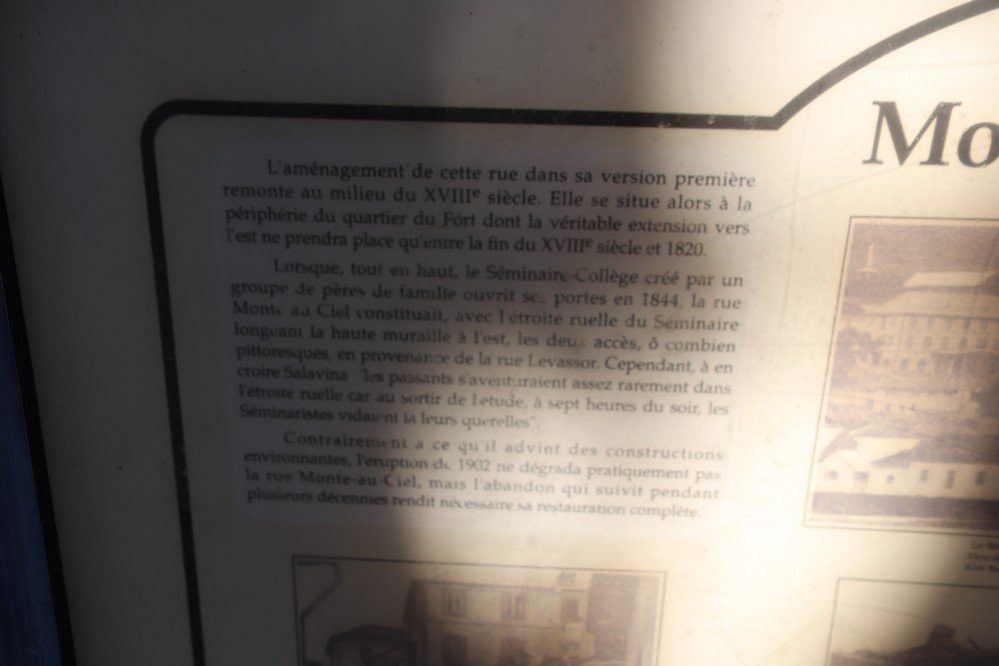 L'aménagement de cette rue dans sa version première
remonte au milieu du XVIIIe siècle. Elle se situe alors à la
périphérie du quartier du Fort dont la véritable extension vers
l'est ne prendra place qu'entre la fin du XVIIIe siècle et 1820.
Lorsque, tout en haut, le Séminaire-Collège créé par un
groupe de pères de famille ouvrit ses portes en 1844, la rue
Monte au Ciel constituait, avec l'étroite ruelle du Séminaire
longeant la haute muraille à l'est, les deux accès, ô combien
pittoresques, en provenance de la rue Levassor. Cependant, à en
croire Salavina "les passants s'aventuraient assez rarement dans
l'étroite ruelle car au sortir de l'étude, à sept heures du soir, les
Séminaristes vidaient là leurs querelles".
Contrairement a ce qu'il advint des constructions
environnantes, l'eruption de 1902 ne dégrada pratiquement pas
la rue Monte-au-Ciel, mais l'abandon qui suivit pendant
plusieurs décennies rendit nécessaire sa restauration complète.
Mo